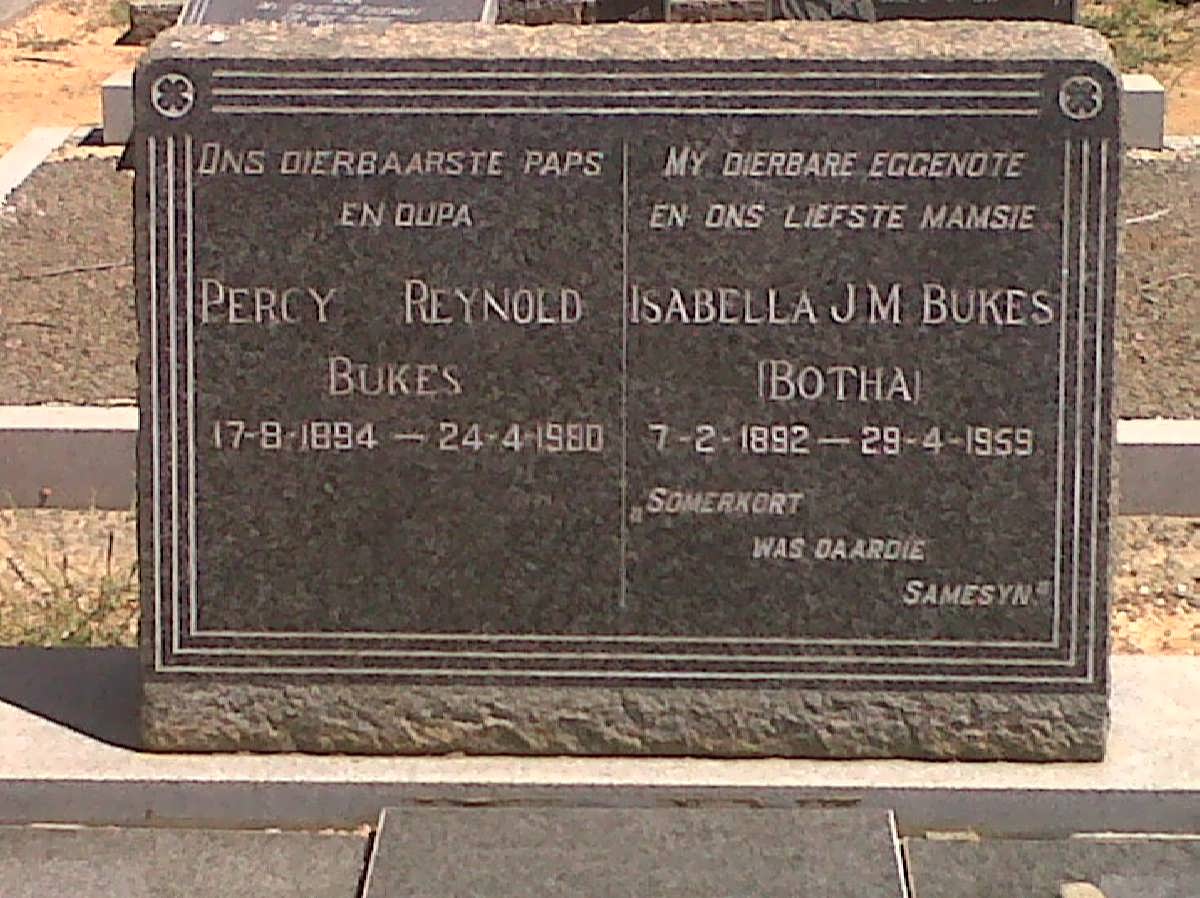 ONS DIERBAARSTE PAPS
EN OUPA
PERCY REYNOLD
BUKES
17-8-1894 — 24-4-1980
MY DIERBARE EGGENOTE
EN ONS LIEFSTE MAMSIE
ISABELLA J M BUKES
(BOTHA)
7-2-1892 — 29-4-1959
„SOMERKORT
WAS DAARDIE
SAMESYN."